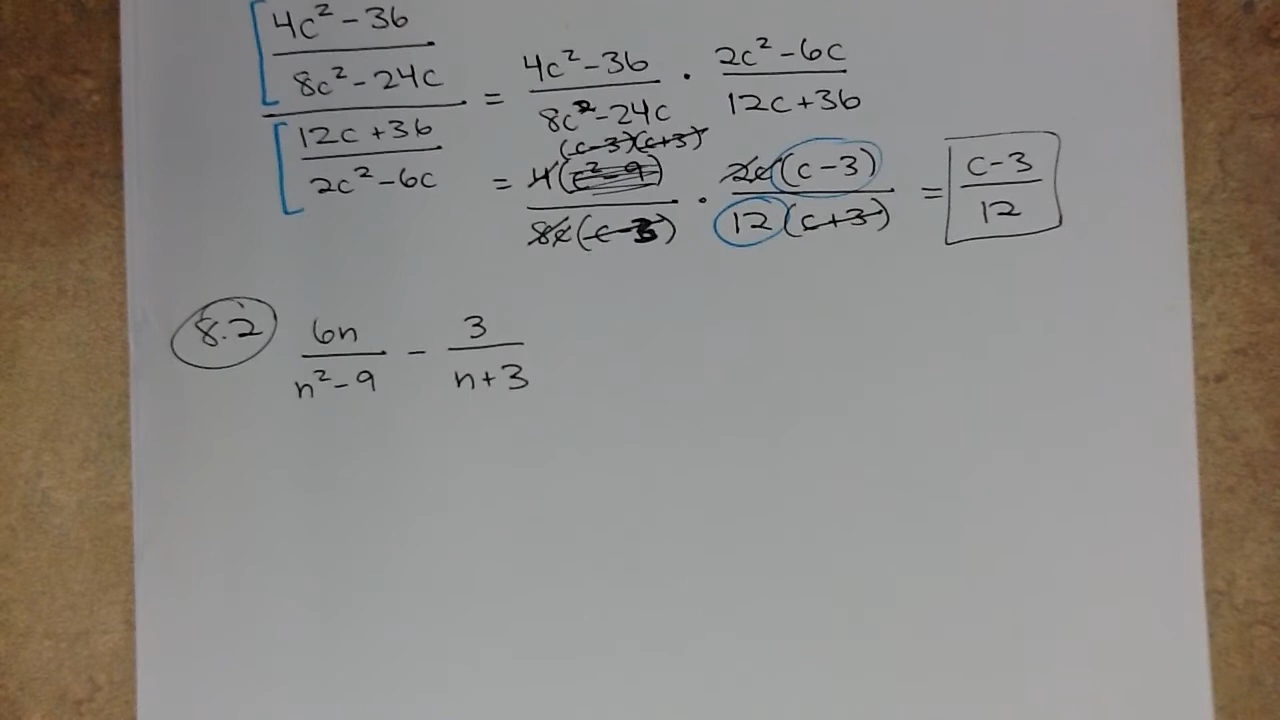 4c² - 36 / 8c² - 24c / 12c + 36 / 2c² - 6c = 4c² - 36 / 8c² - 24c · 2c² - 6c / 12c + 36
= 4(c² - 9) (c-3)(c+3) / 8c(c-3) · 2c(c-3) / 12(c+3) = c-3 / 12
8.2 6n / n² - 9 - 3 / n+3